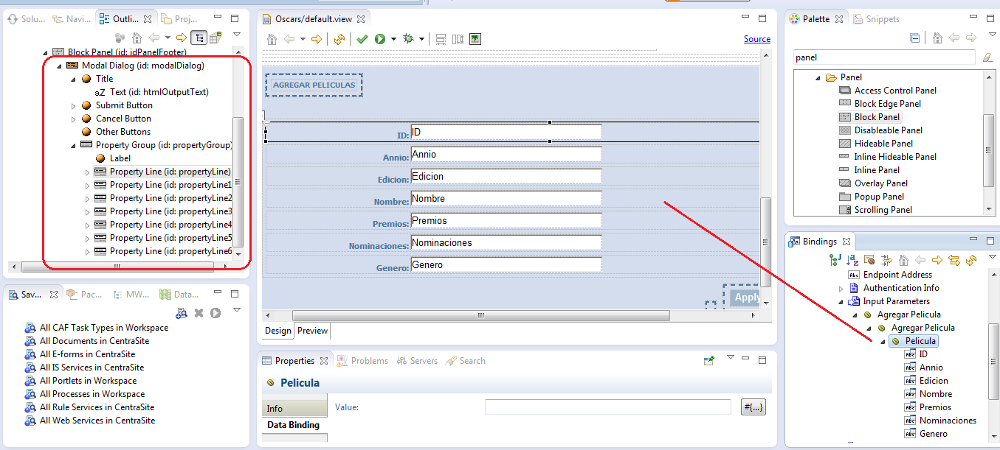 Solu...
Navi...
Outli...
Proj...
Block Panel (id: idPanelFooter)
Modal Dialog (id: modalDialog)
Title
aZ Text (id: htmlOutputText)
Submit Button
Cancel Button
Other Buttons
Property Group (id: propertyGroup)
Label
Property Line (id: propertyLine)
Property Line (id: propertyLine1
Property Line (id: propertyLine2
Property Line (id: propertyLine3
Property Line (id: propertyLine4
Property Line (id: propertyLine5
Property Line (id: propertyLine6
Sav...
Pac...
MW...
Data...
All CAF Task Types in Workspace
All Documents in CentraSite
All E-forms in CentraSite
All IS Services in CentraSite
All Portlets in Workspace
All Processes in Workspace
All Rule Services in CentraSite
All Web Services in CentraSite
Oscars/default.view
Source
AGREGAR PELICULAS
ID: ID
Annio: Annio
Edicion: Edicion
Nombre: Nombre
Premios: Premios
Nominaciones: Nominaciones
Genero: Genero
Apply
Design
Preview
Properties
Problems
Servers
Search
Pelicula
Info
Value:
#{...}
Data Binding
Palette
Snippets
panel
Panel
Access Control Panel
Block Edge Panel
Block Panel
Disableable Panel
Hideable Panel
Inline Hideable Panel
Inline Panel
Overlay Panel
Popup Panel
Scrolling Panel
Bindings
Abc Endpoint Address
Authentication Info
Input Parameters
Agregar Pelicula
Agregar Pelicula
Pelicula
ABC ID
ABC Annio
ABC Edicion
ABC Nombre
ABC Premios
ABC Nominaciones
ABC Genero